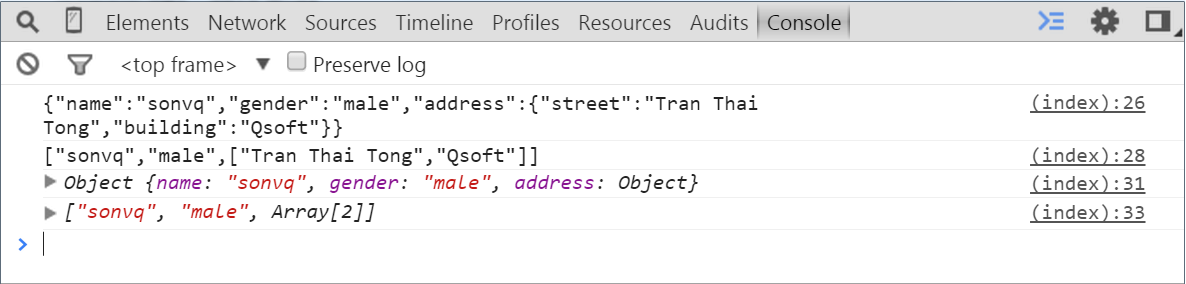 Elements Network Sources Timeline Profiles Resources Audits Console
<top frame> ▼ Preserve log
{"name":"sonvq","gender":"male","address":{"street":"Tran Thai (index):26
Tong","building":"Qsoft"}}
["sonvq","male",["Tran Thai Tong","Qsoft"]] (index):28
▶ Object {name: "sonvq", gender: "male", address: Object} (index):31
▶ ["sonvq", "male", Array[2]] (index):33
>